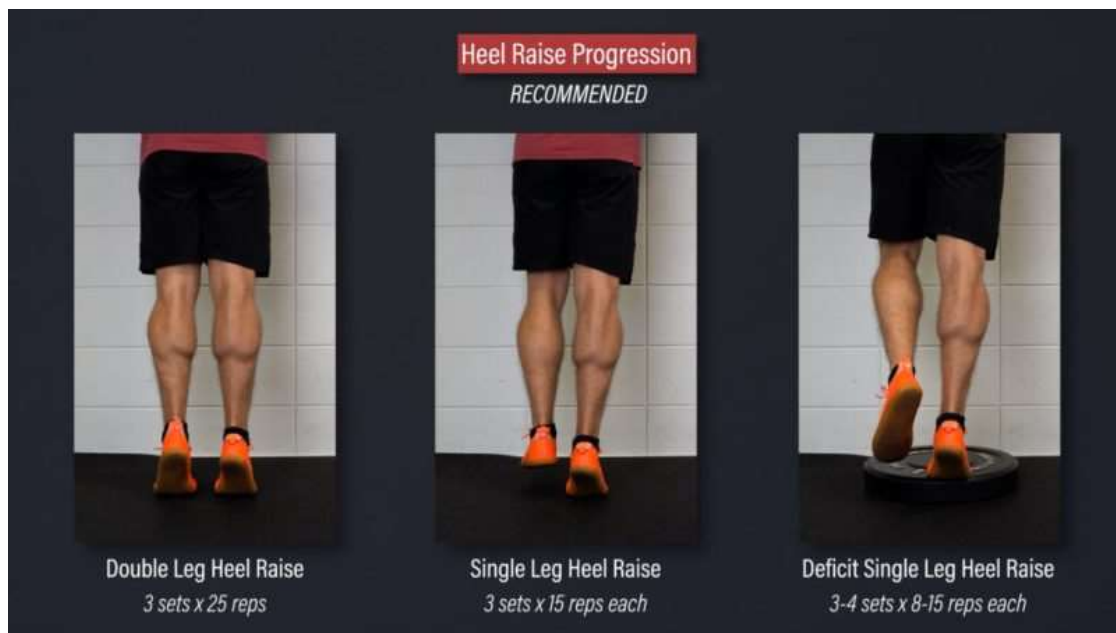 Heel Raise Progression
RECOMMENDED
Double Leg Heel Raise
3 sets x 25 reps
Single Leg Heel Raise
3 sets x 15 reps each
Deficit Single Leg Heel Raise
3-4 sets x 8-15 reps each